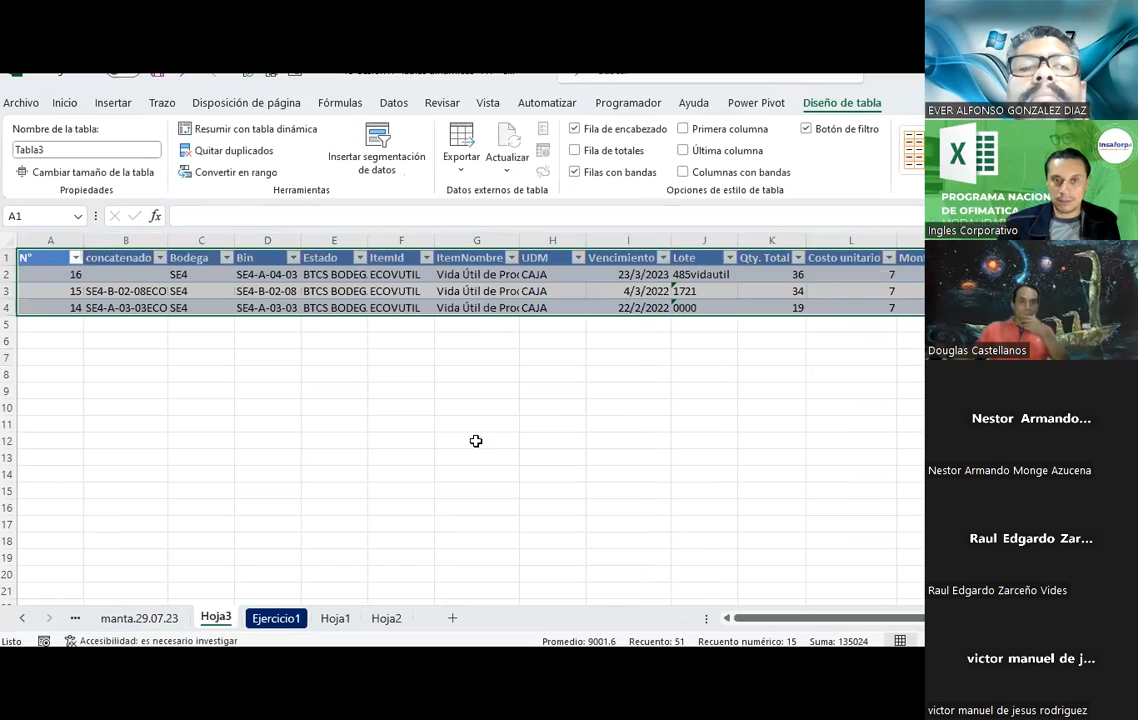 Archivo Inicio Insertar Trazo Disposición de página Fórmulas Datos Revisar Vista Automatizar Programador Ayuda Power Pivot Diseño de tabla
Nombre de la tabla:
Tabla3
Cambiar tamaño de la tabla
Propiedades
Resumir con tabla dinámica
Quitar duplicados
Convertir en rango
Insertar segmentación
de datos
Herramientas
Exportar Actualizar
Datos externos de tabla
Fila de encabezado Primera columna Botón de filtro
Fila de totales Última columna
Filas con bandas Columnas con bandas
Opciones de estilo de tabla
A1 fx
A B C D E F G H I J K L
1 N° concatenado Bodega Bin Estado ItemId ItemNombre UDM Vencimiento Lote Qty. Total Costo unitario Mont
2 16 SE4 SE4-A-04-03 BTCS BODEG ECOVUTIL Vida Útil de Proc CAJA 23/3/2023 485vidautil 36 7
3 15 SE4-B-02-08ECO SE4 SE4-B-02-08 BTCS BODEG ECOVUTIL Vida Útil de Proc CAJA 4/3/2022 1721 34 7
4 14 SE4-A-03-03ECO SE4 SE4-A-03-03 BTCS BODEG ECOVUTIL Vida Útil de Proc CAJA 22/2/2022 0000 19 7
5
6
7
8
9
10
11
12
13
14
15
16
17
18
19
20
21
manta.29.07.23 Hoja3 Ejercicio1 Hoja1 Hoja2
Listo Accesibilidad: es necesario investigar Promedio: 9001.6 Recuento: 51 Recuento numérico: 15 Suma: 135024
7
EVER ALFONSO GONZALEZ DIAZ
X
insaforp
PROGRAMA NACION
DE OFIMATICA
Ingles Corporativo
Douglas Castellanos
Nestor Armando...
Nestor Armando Monge Azucena
Raul Edgardo Zar...
Raul Edgardo Zarceño Vides
victor manuel de j...
victor manuel de jesus rodriguez